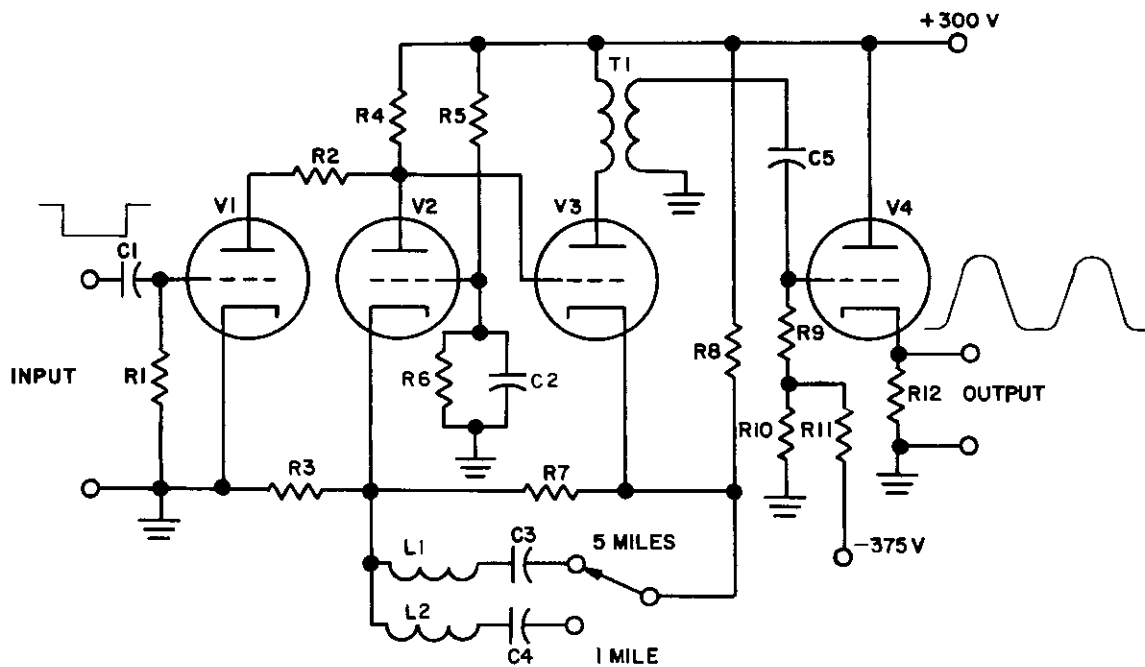 +300 V
T1
R4
R5
R2
C5
V1
V2
V3
V4
C1
R8
R9
INPUT
R1
R6
C2
R12
OUTPUT
R10
R11
R3
R7
C3
5 MILES
-375 V
L1
L2
C4
1 MILE